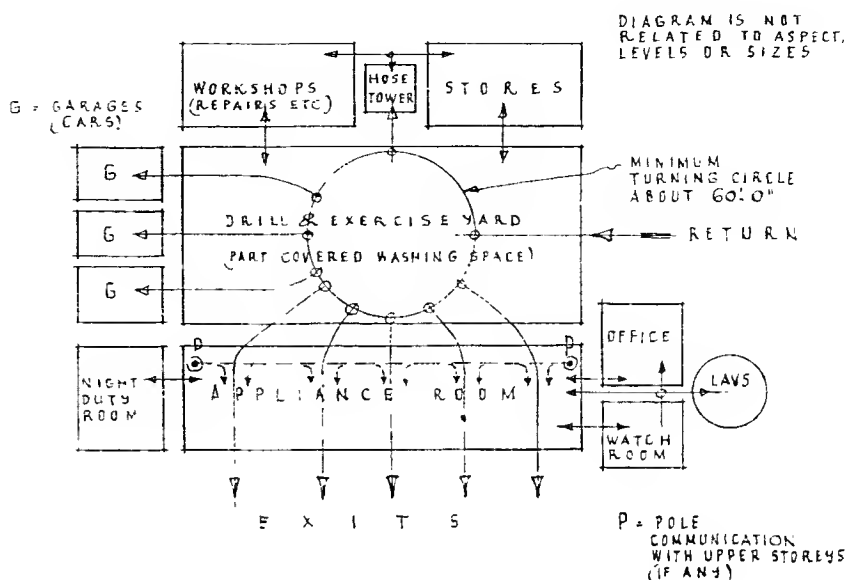 DIAGRAM IS NOT
RELATED TO ASPECT,
LEVELS OR SIZES
WORKSHOPS
(REPAIRS ETC)
HOSE
TOWER
STORES
G = GARAGES
(CARS)
G
G
G
MINIMUM
TURNING CIRCLE
ABOUT 60'.0"
DRILL & EXERCISE YARD
(PART COVERED WASHING SPACE)
RETURN
P
P
OFFICE
LAVS
NIGHT
DUTY
ROOM
APPLIANCE ROOM
WATCH
ROOM
EXITS
P = POLE
COMMUNICATION
WITH UPPER STOREYS
(IF ANY)